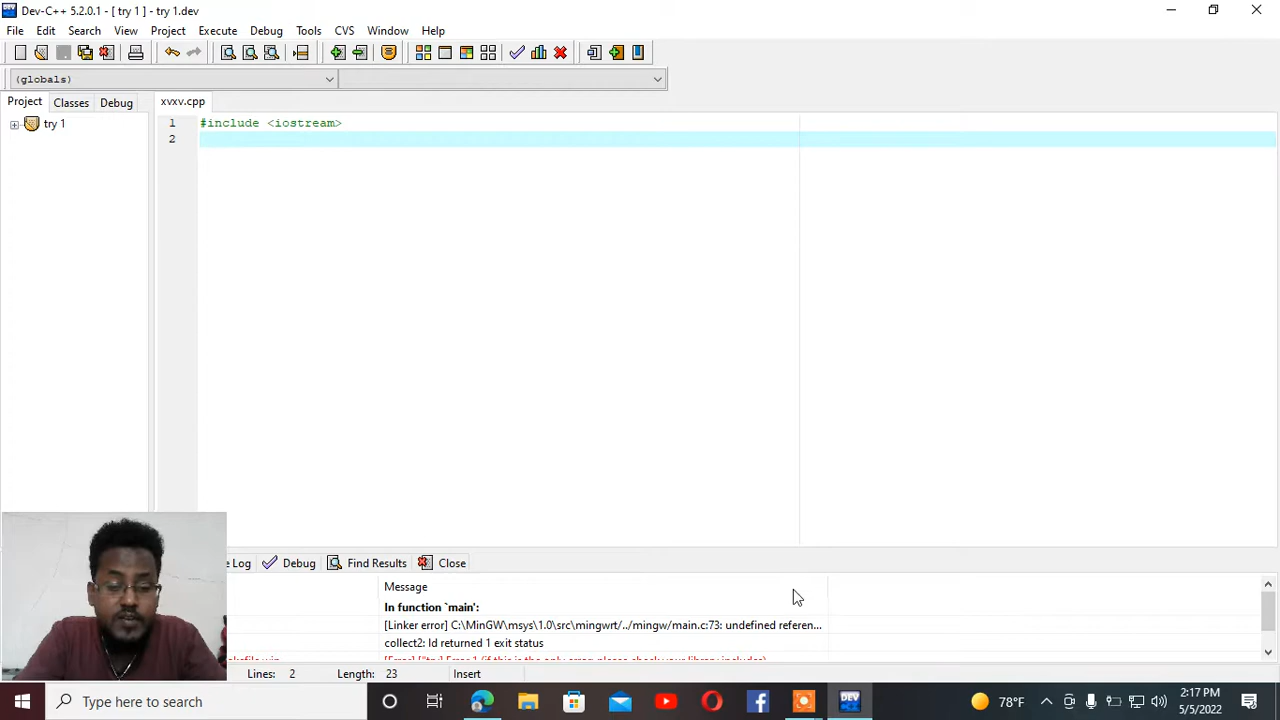 Dev-C++ 5.2.0.1 - [ try 1 ] - try 1.dev
File Edit Search View Project Execute Debug Tools CVS Window Help
(globals)
Project Classes Debug xvxv.cpp
try 1
1 #include <iostream>
2
e Log Debug Find Results Close
Message
In function `main':
[Linker error] C:\MinGW\msys\1.0\src\mingwrt/../mingw/main.c:73: undefined referen...
collect2: ld returned 1 exit status
Lines: 2 Length: 23 Insert
DEV
Type here to search 78°F 2:17 PM
5/5/2022